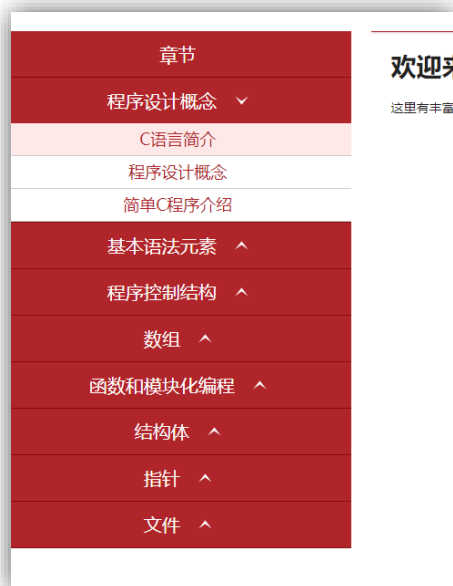 章节
程序设计概念
C语言简介
程序设计概念
简单C程序介绍
基本语法元素
程序控制结构
数组
函数和模块化编程
结构体
指针
文件
欢迎
这里有丰富